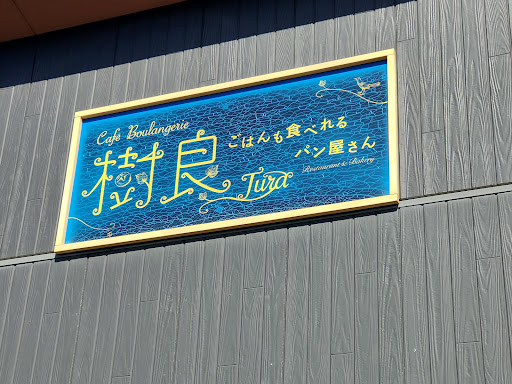 Café Boulangerie
樹良
Jura
ごはんも食べれる
パン屋さん
Restaurant & Bakery